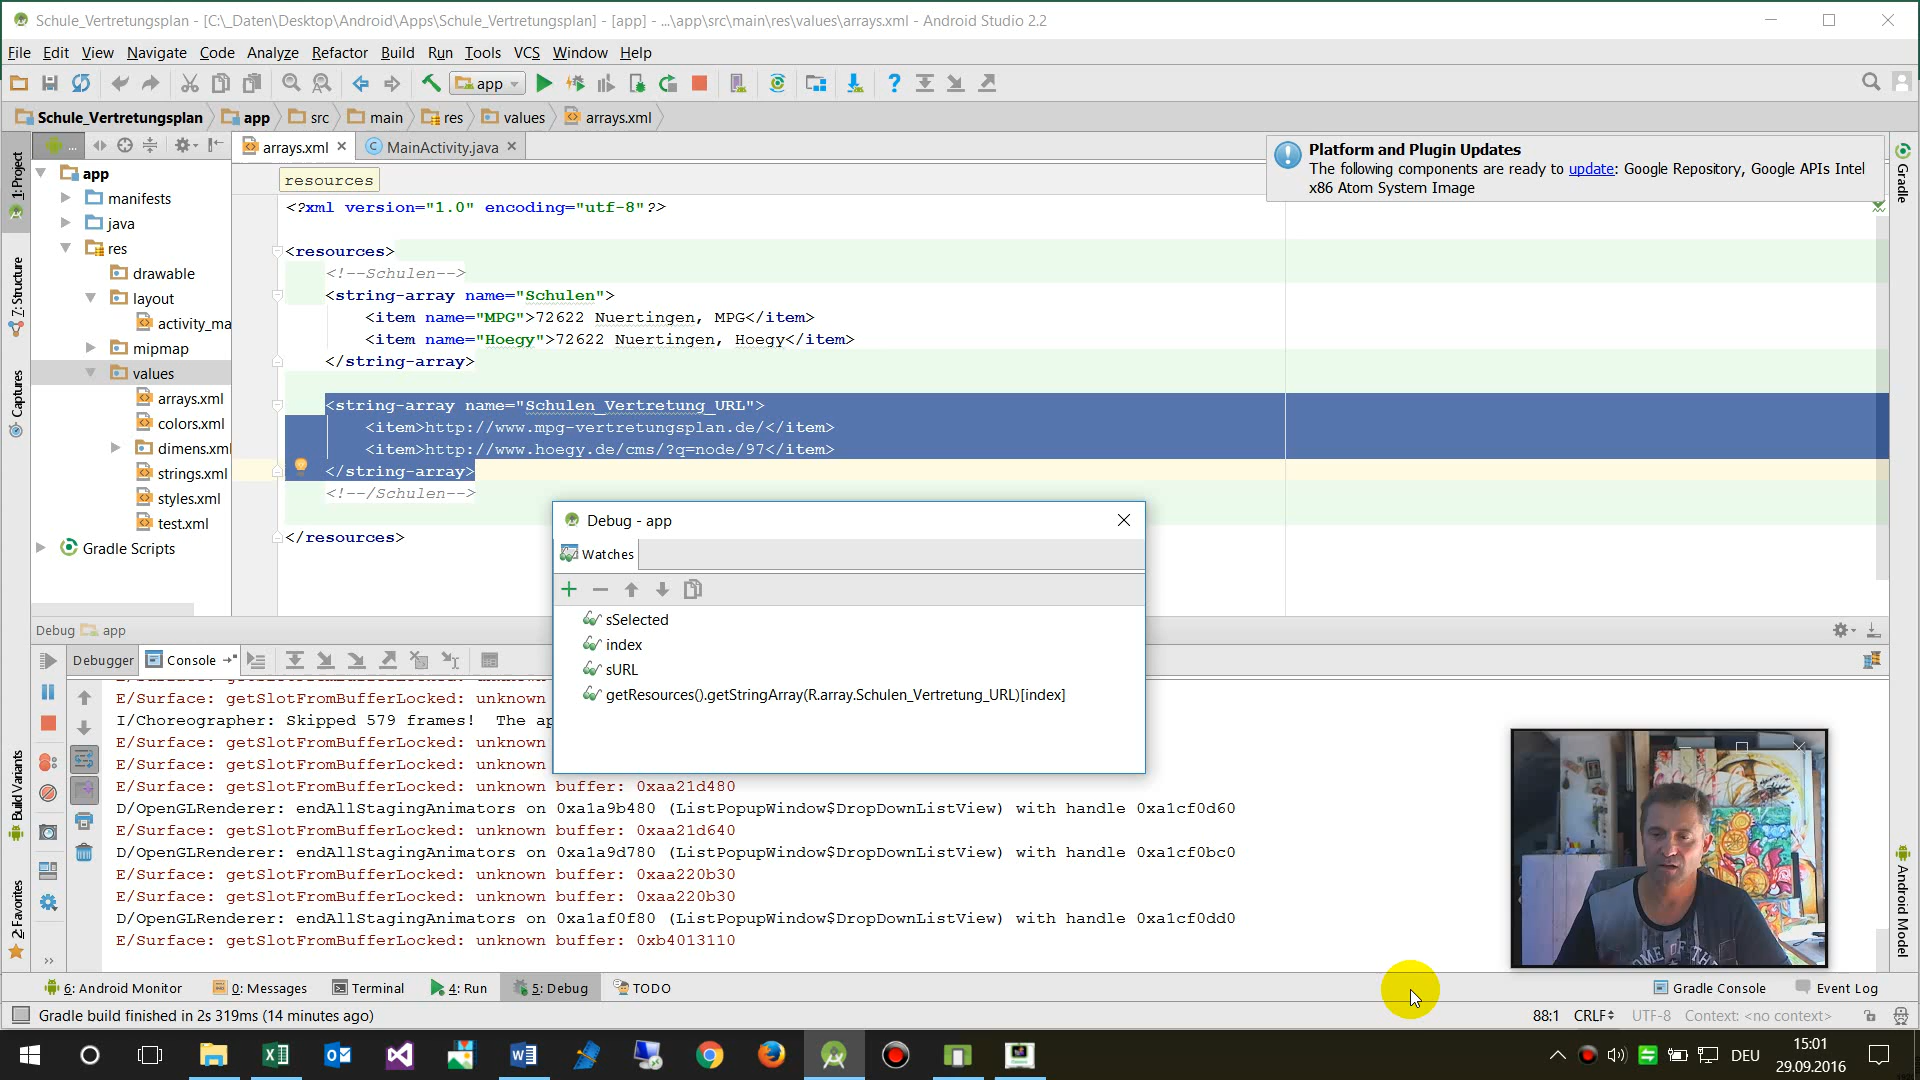 Schule_Vertretungsplan - [C:\_Daten\Desktop\Android\Apps\Schule_Vertretungsplan] - [app] - ...\app\src\main\res\values\arrays.xml - Android Studio 2.2
File Edit View Navigate Code Analyze Refactor Build Run Tools VCS Window Help
app
Schule_Vertretungsplan app src main res values arrays.xml
1: Project
7: Structure
Captures
Build Variants
2: Favorites
...
app
manifests
java
res
drawable
layout
activity_ma
mipmap
values
arrays.xml
colors.xml
dimens.xml
strings.xml
styles.xml
test.xml
Gradle Scripts
arrays.xml MainActivity.java
resources
<?xml version="1.0" encoding="utf-8"?>
<resources>
<!--Schulen-->
<string-array name="Schulen">
<item name="MPG">72622 Nuertingen, MPG</item>
<item name="Hoegy">72622 Nuertingen, Hoegy</item>
</string-array>
<string-array name="Schulen_Vertretung_URL">
<item>http://www.mpg-vertretungsplan.de/</item>
<item>http://www.hoegy.de/cms/?q=node/97</item>
</string-array>
<!--/Schulen-->
</resources>
Platform and Plugin Updates
The following components are ready to update: Google Repository, Google APIs Intel
x86 Atom System Image
Gradle
Android Model
Debug - app
Watches
sSelected
index
sURL
getResources().getStringArray(R.array.Schulen_Vertretung_URL)[index]
Debug app
Debugger Console
E/Surface: getSlotFromBufferLocked: unknown
I/Choreographer: Skipped 579 frames! The ap
E/Surface: getSlotFromBufferLocked: unknown
E/Surface: getSlotFromBufferLocked: unknown
E/Surface: getSlotFromBufferLocked: unknown buffer: 0xaa21d480
D/OpenGLRenderer: endAllStagingAnimators on 0xa1a9b480 (ListPopupWindow$DropDownListView) with handle 0xa1cf0d60
E/Surface: getSlotFromBufferLocked: unknown buffer: 0xaa21d640
D/OpenGLRenderer: endAllStagingAnimators on 0xa1a9d780 (ListPopupWindow$DropDownListView) with handle 0xa1cf0bc0
E/Surface: getSlotFromBufferLocked: unknown buffer: 0xaa220b30
E/Surface: getSlotFromBufferLocked: unknown buffer: 0xaa220b30
D/OpenGLRenderer: endAllStagingAnimators on 0xa1af0f80 (ListPopupWindow$DropDownListView) with handle 0xa1cf0dd0
E/Surface: getSlotFromBufferLocked: unknown buffer: 0xb4013110
6: Android Monitor 0: Messages Terminal 4: Run 5: Debug TODO Gradle Console Event Log
Gradle build finished in 2s 319ms (14 minutes ago) 88:1 CRLF UTF-8 Context: <no context>
DEU
15:01
29.09.2016